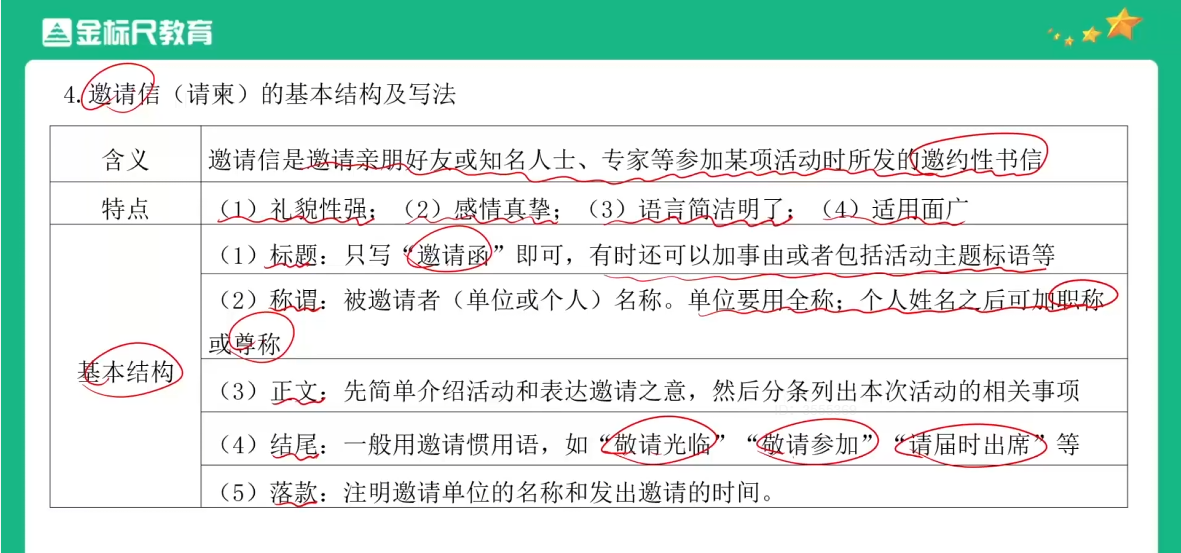 金标尺教育
4.邀请信（请柬）的基本结构及写法
含义
邀请信是邀请亲朋好友或知名人士、专家等参加某项活动时所发的邀约性书信
特点
（1）礼貌性强；（2）感情真挚；（3）语言简洁明了；（4）适用面广
基本结构
（1）标题：只写“邀请函”即可，有时还可以加事由或者包括活动主题标语等
（2）称谓：被邀请者（单位或个人）名称。单位要用全称；个人姓名之后可加职称
或尊称
（3）正文：先简单介绍活动和表达邀请之意，然后分条列出本次活动的相关事项
（4）结尾：一般用邀请惯用语，如“敬请光临”“敬请参加”“请届时出席”等
（5）落款：注明邀请单位的名称和发出邀请的时间。